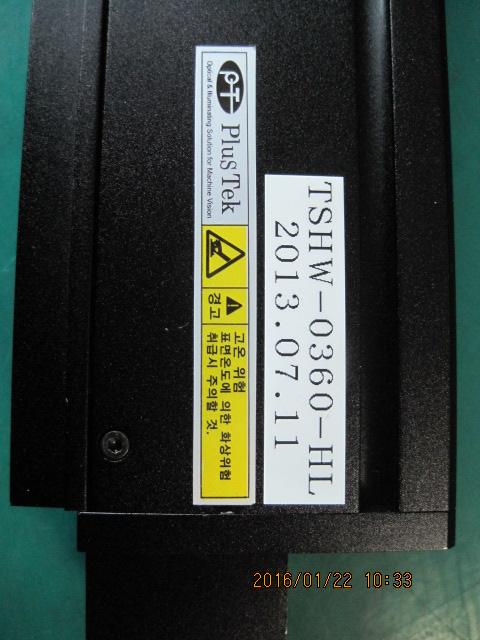 PT
PlusTek
Optical & Illuminating Solution for Machine Vision
경고
고온 위험
표면온도에 의한 화상위험
취급시 주의할 것.
TSHW-0360-HL
2013.07.11
2016/01/22 10:33